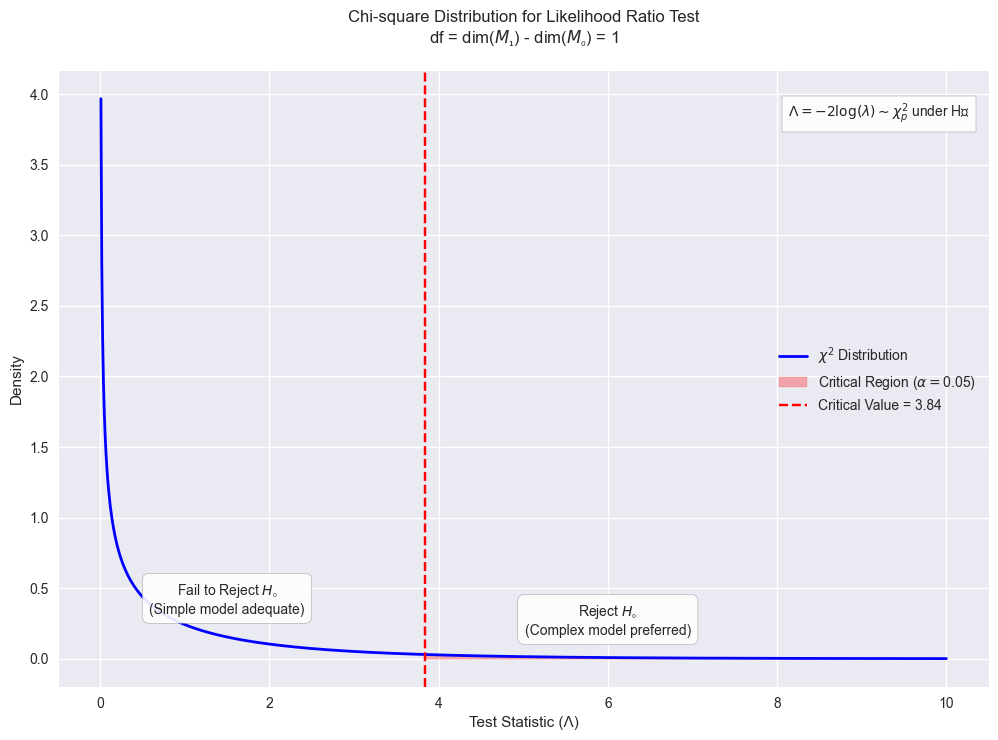 Chi-square Distribution for Likelihood Ratio Test
df = dim(M₁) - dim(M₀) = 1
Λ = −2log(λ) ~ χ²ₚ under H
4.0
3.5
3.0
2.5
2.0
1.5
1.0
0.5
0.0
Density
χ² Distribution
Critical Region (α = 0.05)
Critical Value = 3.84
Fail to Reject H₀
(Simple model adequate)
Reject H₀
(Complex model preferred)
0 2 4 6 8 10
Test Statistic (Λ)